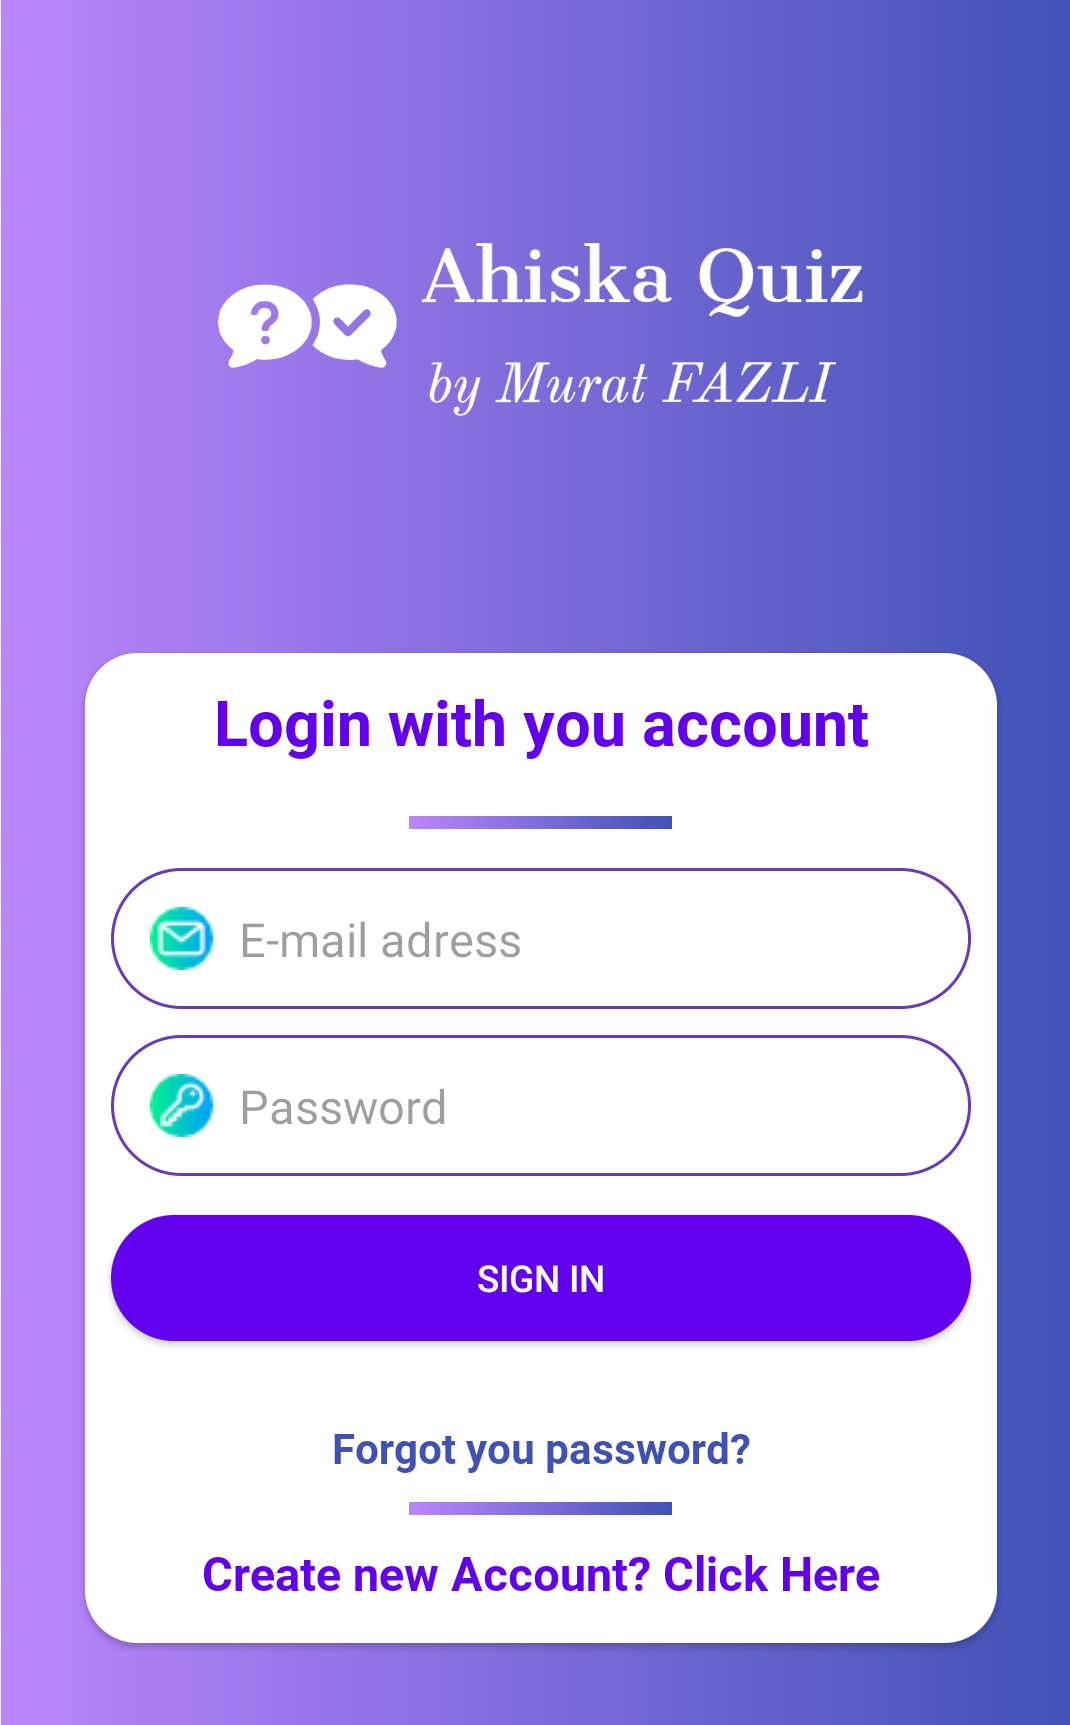 Ahiska Quiz
by Murat FAZLI
Login with you account
E-mail adress
Password
SIGN IN
Forgot you password?
Create new Account? Click Here